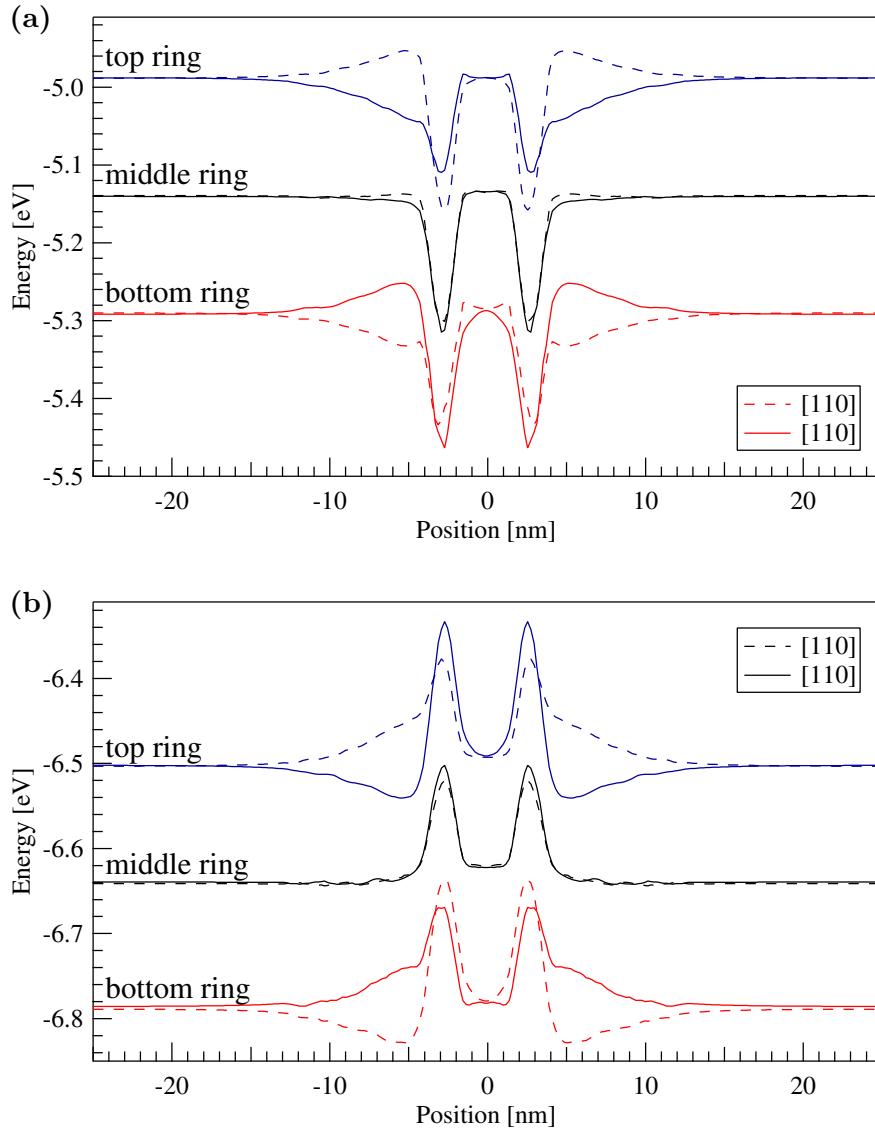 (a)
top ring
middle ring
bottom ring
Energy [eV]
-5.0
-5.1
-5.2
-5.3
-5.4
-5.5
[110]
[110]
-20
-10
0
10
20
Position [nm]
(b)
top ring
middle ring
bottom ring
Energy [eV]
-6.4
-6.5
-6.6
-6.7
-6.8
[110]
[110]
-20
-10
0
10
20
Position [nm]